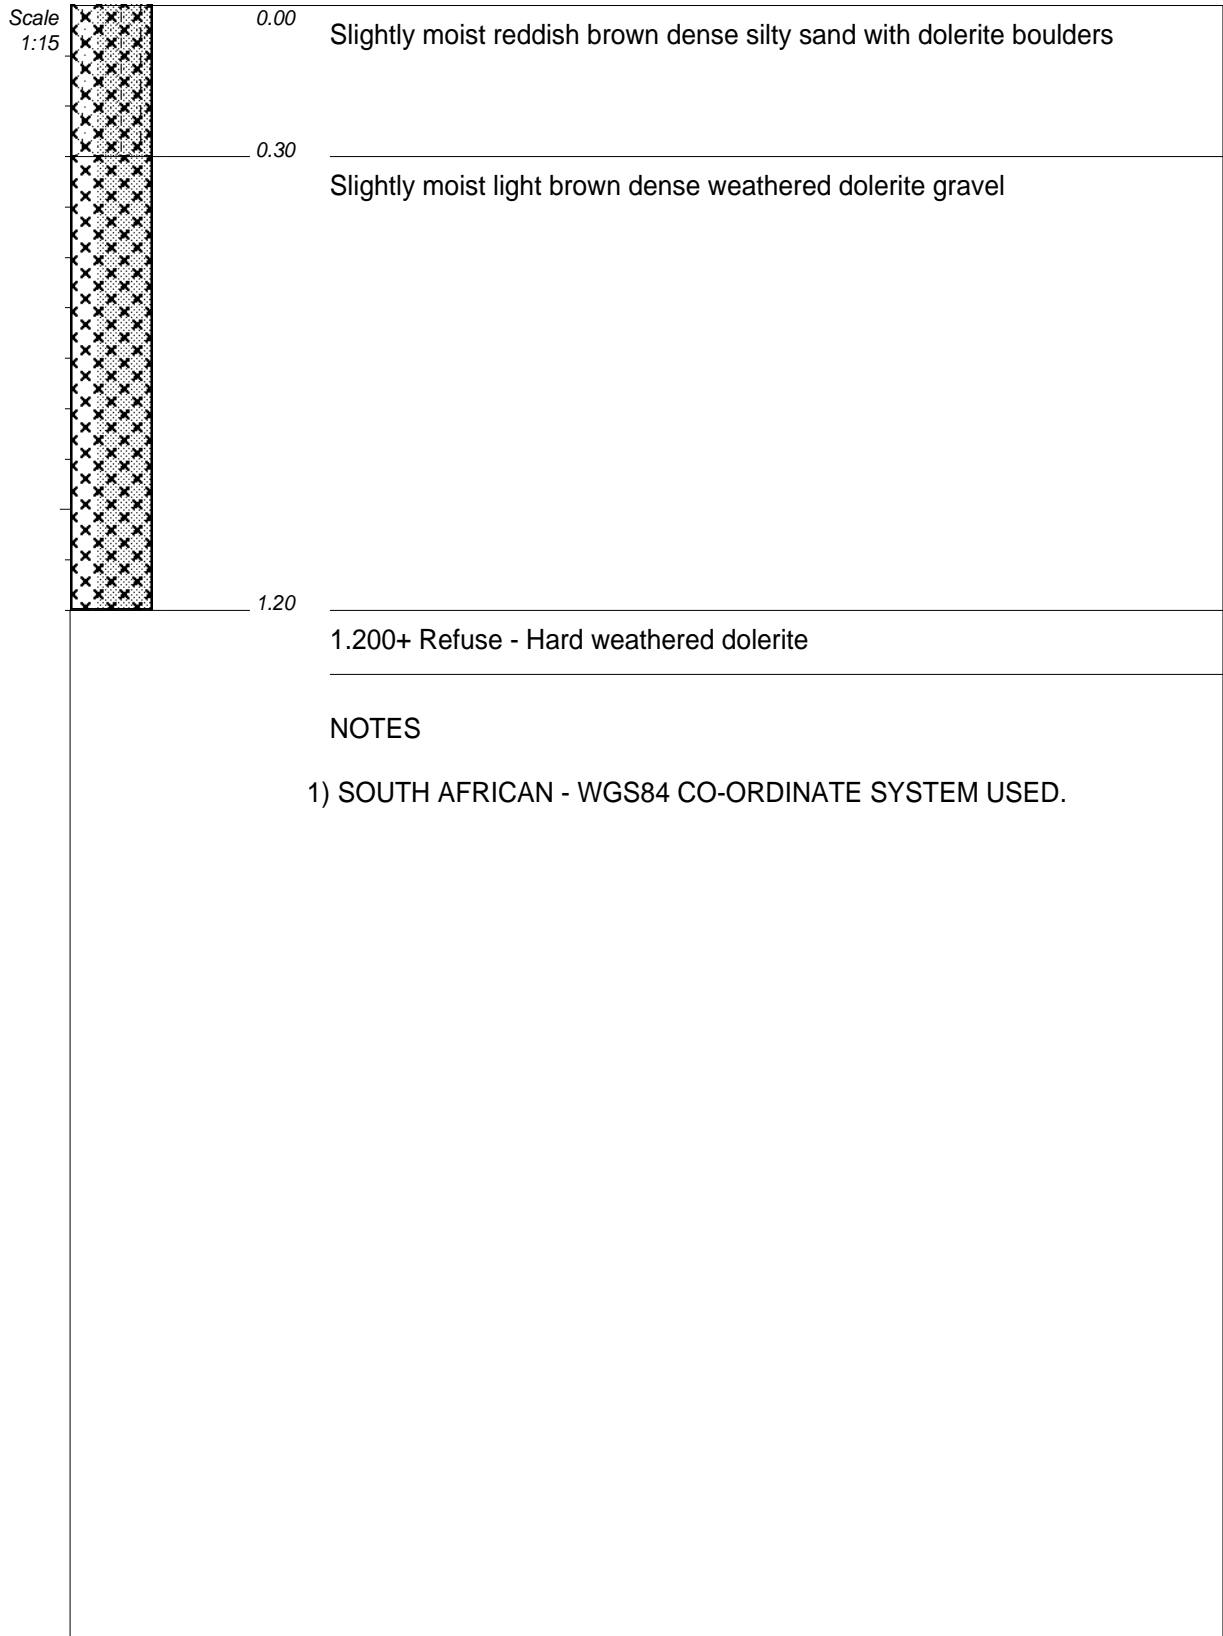 Scale
1:15
0.00
Slightly moist reddish brown dense silty sand with dolerite boulders
0.30
Slightly moist light brown dense weathered dolerite gravel
1.20
1.200+ Refuse - Hard weathered dolerite
NOTES
1) SOUTH AFRICAN - WGS84 CO-ORDINATE SYSTEM USED.